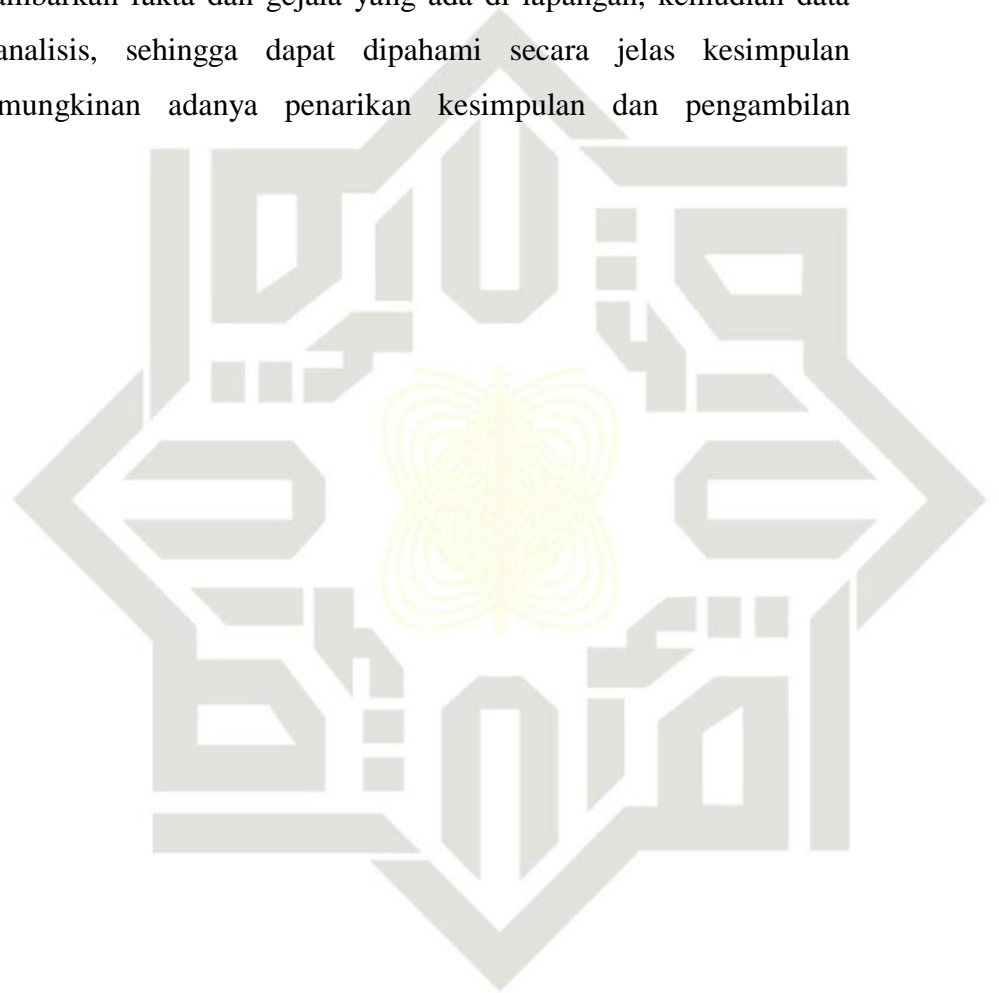 ambarkan fakta dan gejala yang ada di lapangan, kemudian data
analisis, sehingga dapat dipahami secara jelas kesimpulan
mungkinan adanya penarikan kesimpulan dan pengambilan